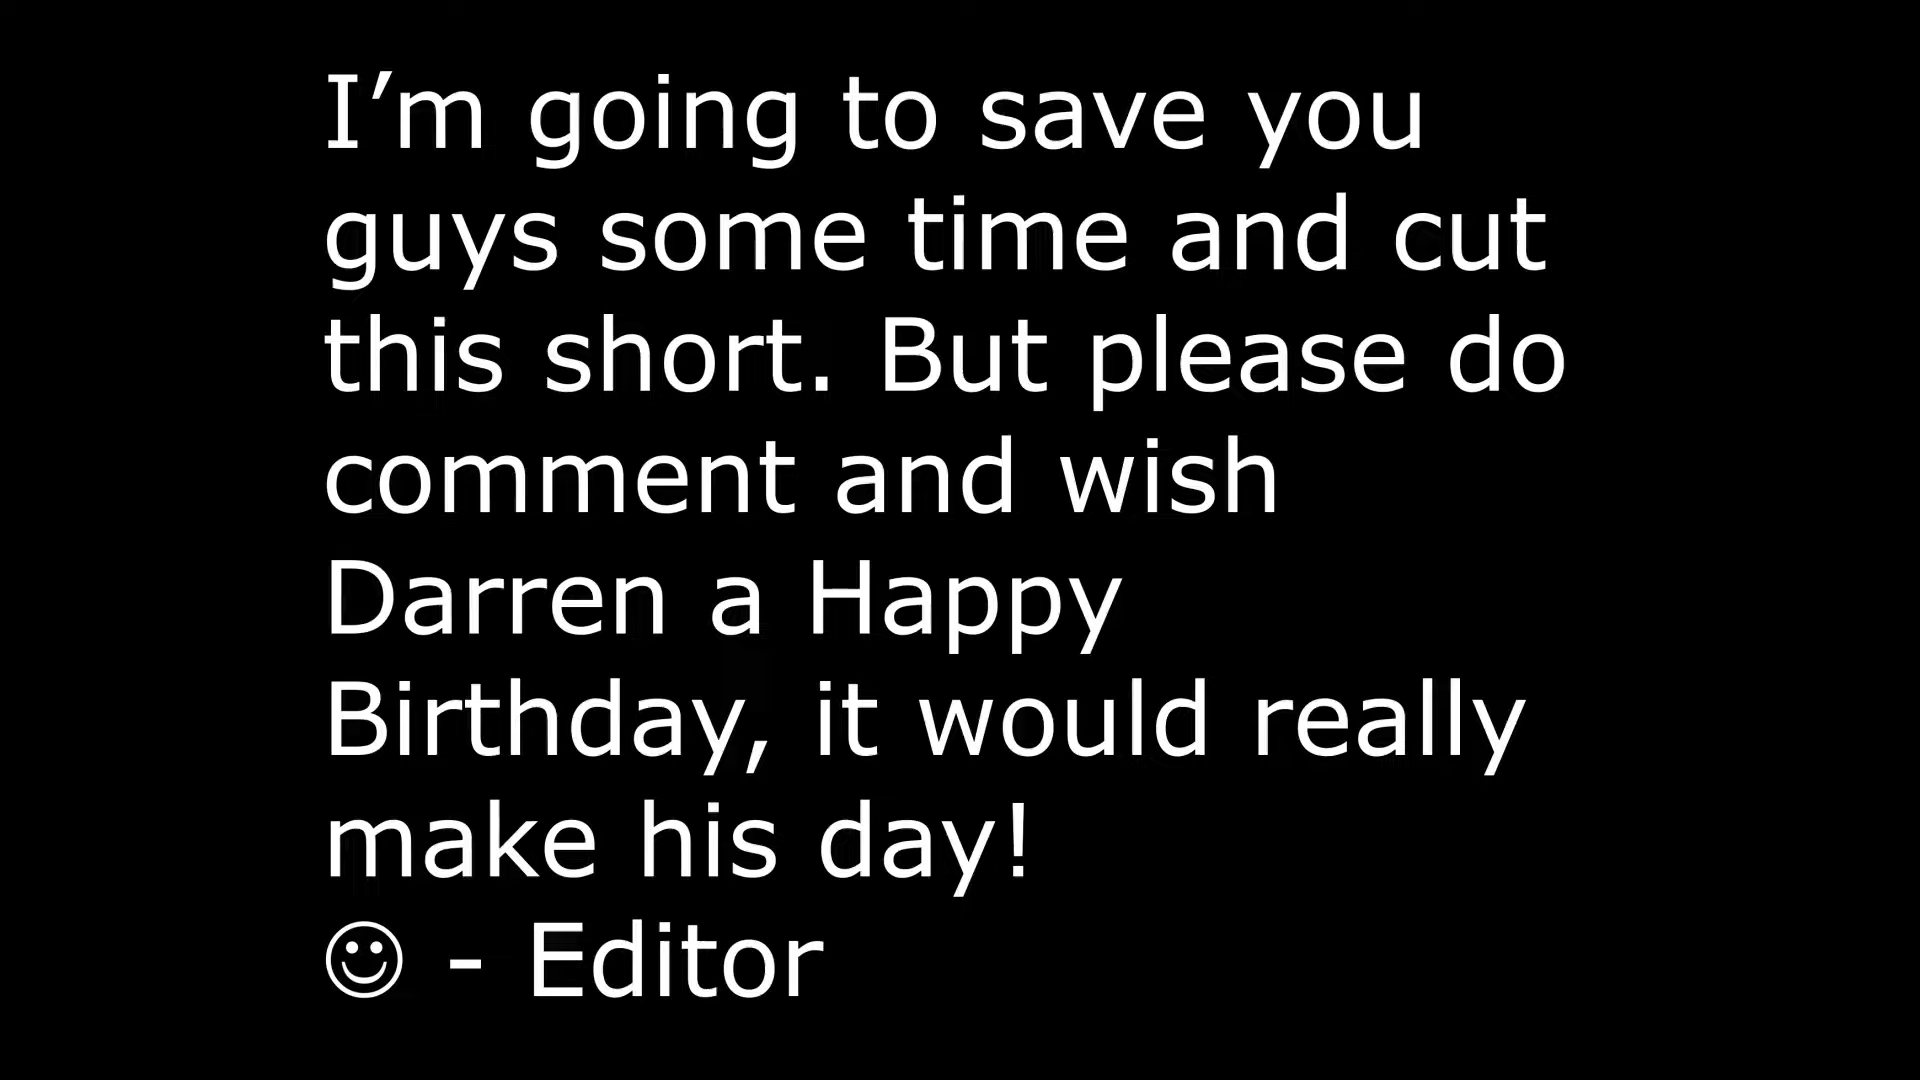 I’m going to save you
guys some time and cut
this short. But please do
comment and wish
Darren a Happy
Birthday, it would really
make his day!
☺ - Editor